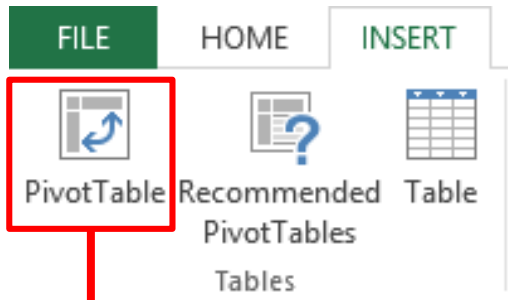 FILE HOME INSERT
PivotTable Recommended Table
PivotTables
Tables